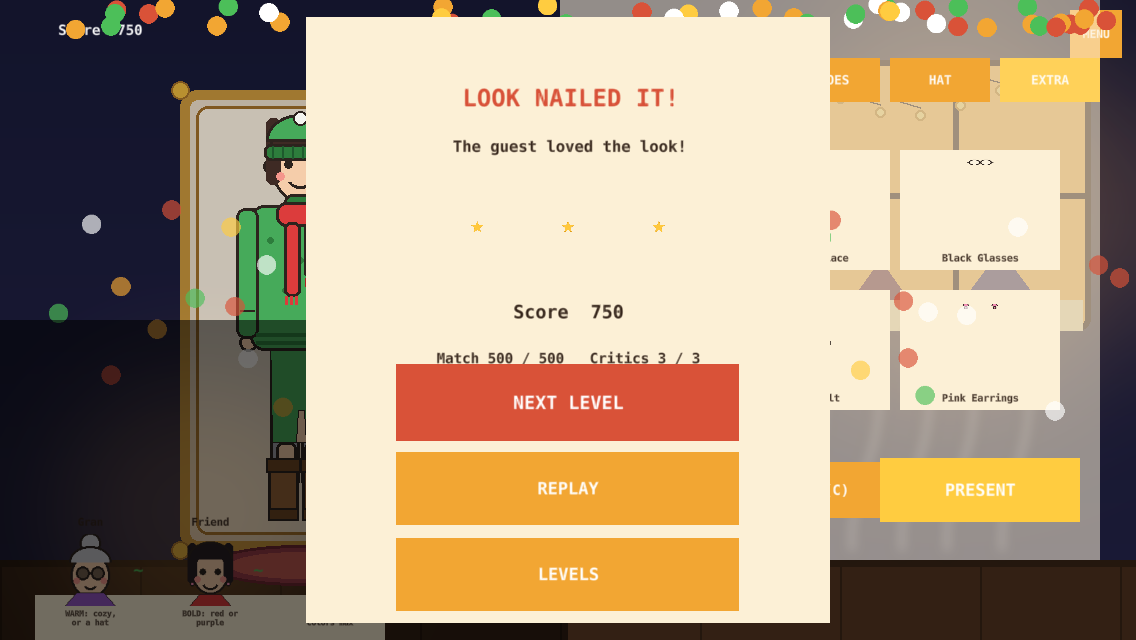 Score 750
MENU
HAT
EXTRA
LOOK NAILED IT!
The guest loved the look!
Black Glasses
Score 750
Match 500 / 500 Critics 3 / 3
NEXT LEVEL
Pink Earrings
REPLAY
C)
PRESENT
Friend
LEVELS
WARM: cozy,
or a hat
BOLD: red or
purple